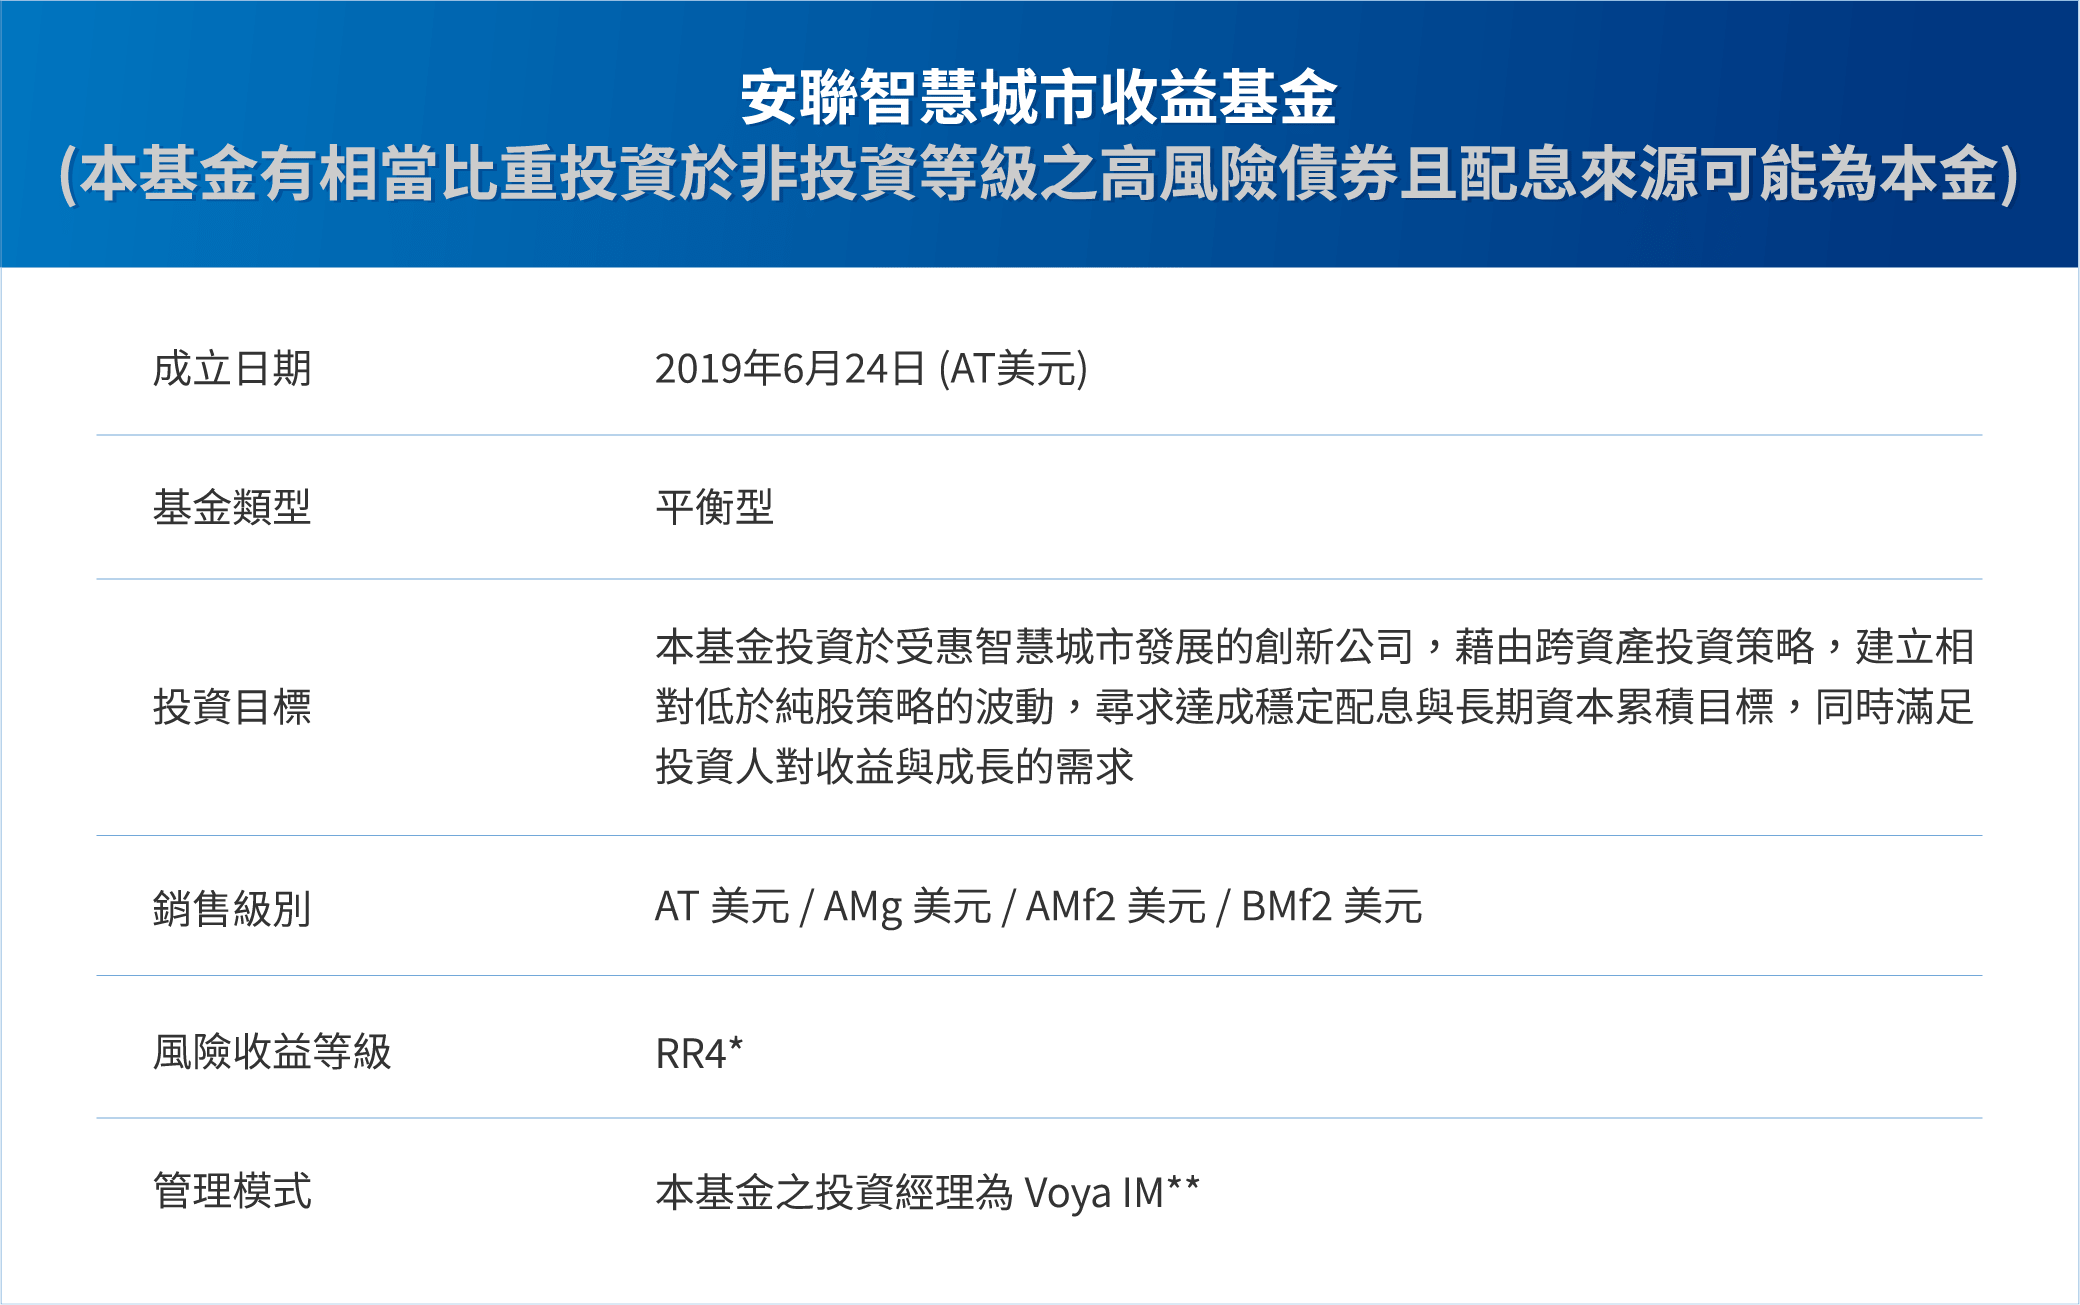 安聯智慧城市收益基金
(本基金有相當比重投資於非投資等級之高風險債券且配息來源可能為本金)
成立日期
2019年6月24日 (AT美元)
基金類型
平衡型
投資目標
本基金投資於受惠智慧城市發展的創新公司，藉由跨資產投資策略，建立相
對低於純股策略的波動，尋求達成穩定配息與長期資本累積目標，同時滿足
投資人對收益與成長的需求
銷售級別
AT 美元 / AMg 美元 / AMf2 美元 / BMf2 美元
風險收益等級
RR4*
管理模式
本基金之投資經理為 Voya IM**